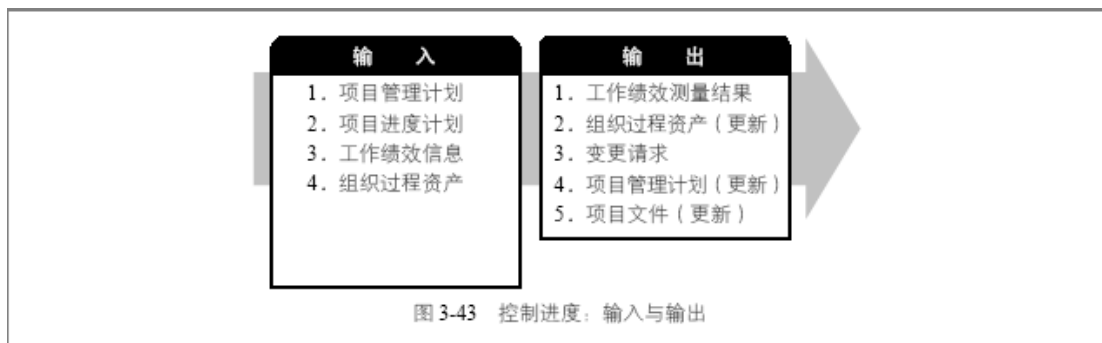 输 入
1. 项目管理计划
2. 项目进度计划
3. 工作绩效信息
4. 组织过程资产
输 出
1. 工作绩效测量结果
2. 组织过程资产（更新）
3. 变更请求
4. 项目管理计划（更新）
5. 项目文件（更新）
图 3-43 控制进度：输入与输出